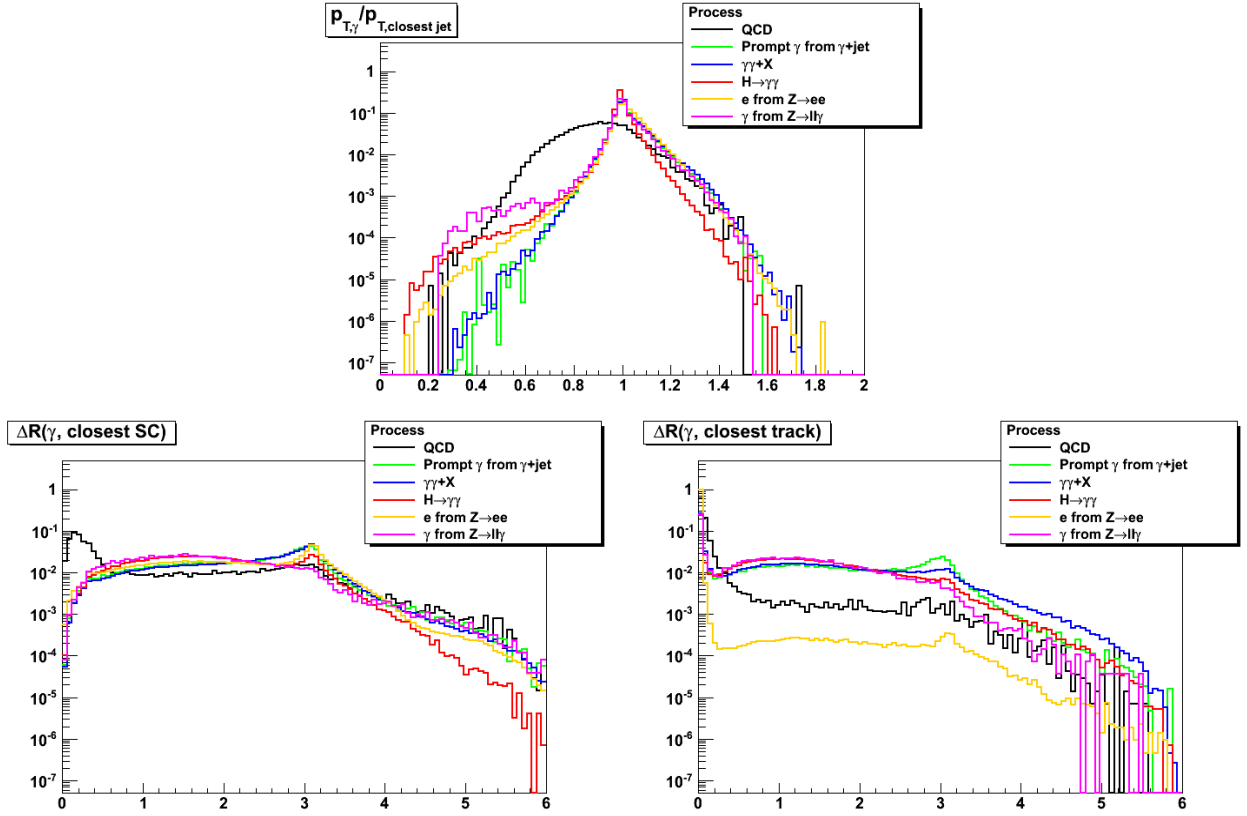 p_{T,γ}/p_{T,closest jet}
Process
QCD
Prompt γ from γ+jet
γγ+X
H→γγ
e from Z→ee
γ from Z→llγ
1
10^{-1}
10^{-2}
10^{-3}
10^{-4}
10^{-5}
10^{-6}
10^{-7}
0 0.2 0.4 0.6 0.8 1 1.2 1.4 1.6 1.8 2
ΔR(γ, closest SC)
Process
QCD
Prompt γ from γ+jet
γγ+X
H→γγ
e from Z→ee
γ from Z→llγ
1
10^{-1}
10^{-2}
10^{-3}
10^{-4}
10^{-5}
10^{-6}
10^{-7}
0 1 2 3 4 5 6
ΔR(γ, closest track)
Process
QCD
Prompt γ from γ+jet
γγ+X
H→γγ
e from Z→ee
γ from Z→llγ
1
10^{-1}
10^{-2}
10^{-3}
10^{-4}
10^{-5}
10^{-6}
10^{-7}
0 1 2 3 4 5 6